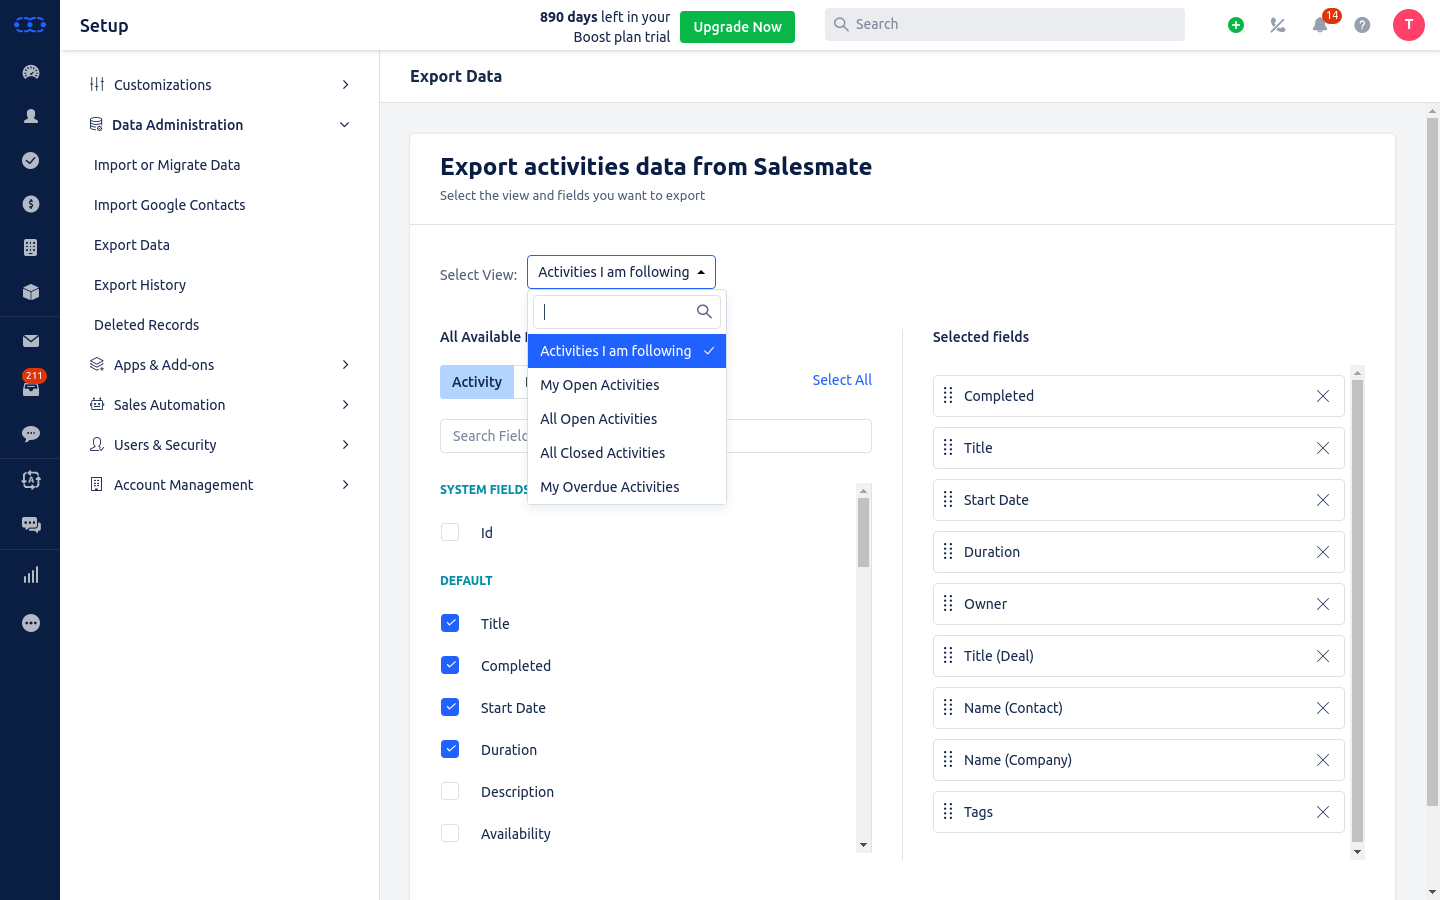 Setup
890 days left in your
Boost plan trial
Upgrade Now
Search
14
T
211
Customizations
Data Administration
Import or Migrate Data
Import Google Contacts
Export Data
Export History
Deleted Records
Apps & Add-ons
Sales Automation
Users & Security
Account Management
Export Data
Export activities data from Salesmate
Select the view and fields you want to export
Select View:
Activities I am following
Activities I am following
My Open Activities
All Open Activities
All Closed Activities
My Overdue Activities
All Available
Activity
Select All
Search Field
SYSTEM FIELDS
Id
DEFAULT
Title
Completed
Start Date
Duration
Description
Availability
Selected fields
Completed
Title
Start Date
Duration
Owner
Title (Deal)
Name (Contact)
Name (Company)
Tags